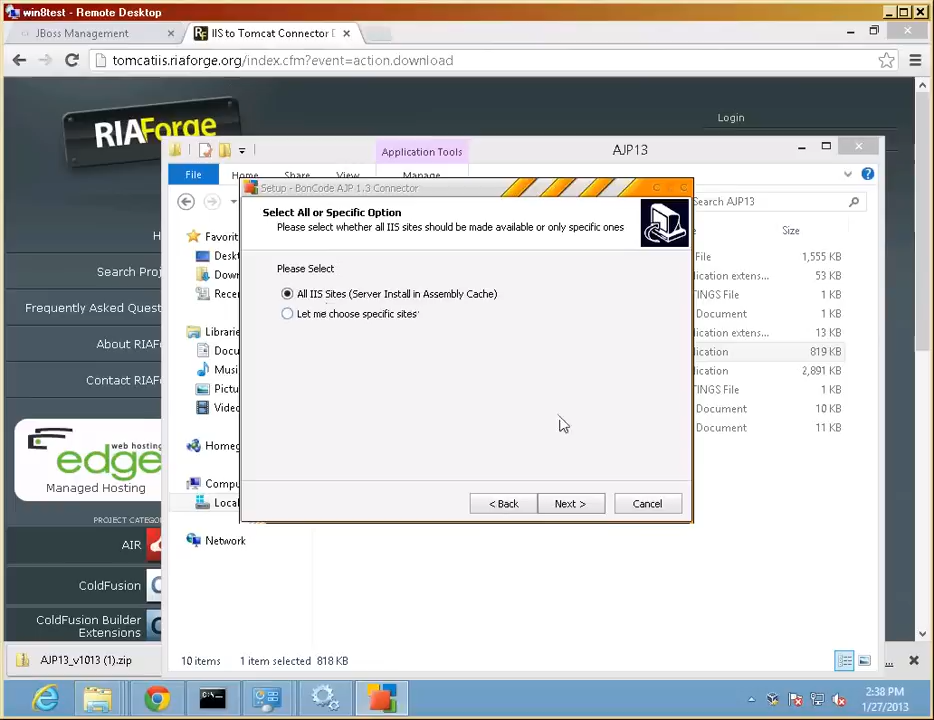 win8test - Remote Desktop
JBoss Management
IIS to Tomcat Connector
tomcatiis.riaforge.org/index.cfm?event=action.download
RIAForge
Login
Application Tools
AJP13
File
Home
Share
View
Manage
Search AJP13
Setup - BonCode AJP 1.3 Connector
Select All or Specific Option
Please select whether all IIS sites should be made available or only specific ones
Please Select
All IIS Sites (Server Install in Assembly Cache)
Let me choose specific sites
< Back
Next >
Cancel
Search Proj
Frequently Asked Quest
About RIAF
Contact RIAF
web hosting
edge
Managed Hosting
PROJECT CATEGO
AIR
ColdFusion
ColdFusion Builder
Extensions
Favorit
Deskt
Down
Recen
Librarie
Docu
Musi
Pictu
Video
Homeg
Compu
Local
Network
Size
File 1,555 KB
ication extens... 53 KB
TINGS File 1 KB
Document 1 KB
ication extens... 13 KB
ication 819 KB
ication 2,891 KB
TINGS File 1 KB
Document 10 KB
Document 11 KB
10 items 1 item selected 818 KB
AJP13_v1013 (1).zip
2:38 PM
1/27/2013